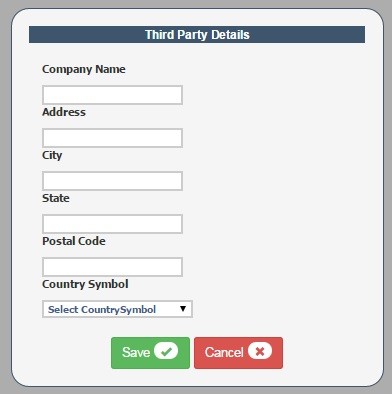 Third Party Details
Company Name
Address
City
State
Postal Code
Country Symbol
Select CountrySymbol
Save Cancel